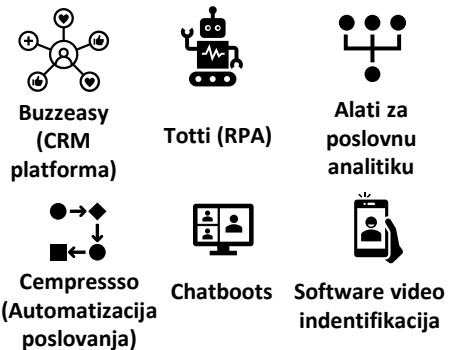 Buzzeasy
(CRM
platforma)
Totti (RPA)
Alati za
poslovnu
analitiku
Cempressso
(Automatizacija
poslovanja)
Chatboots
Software video
indentifikacija